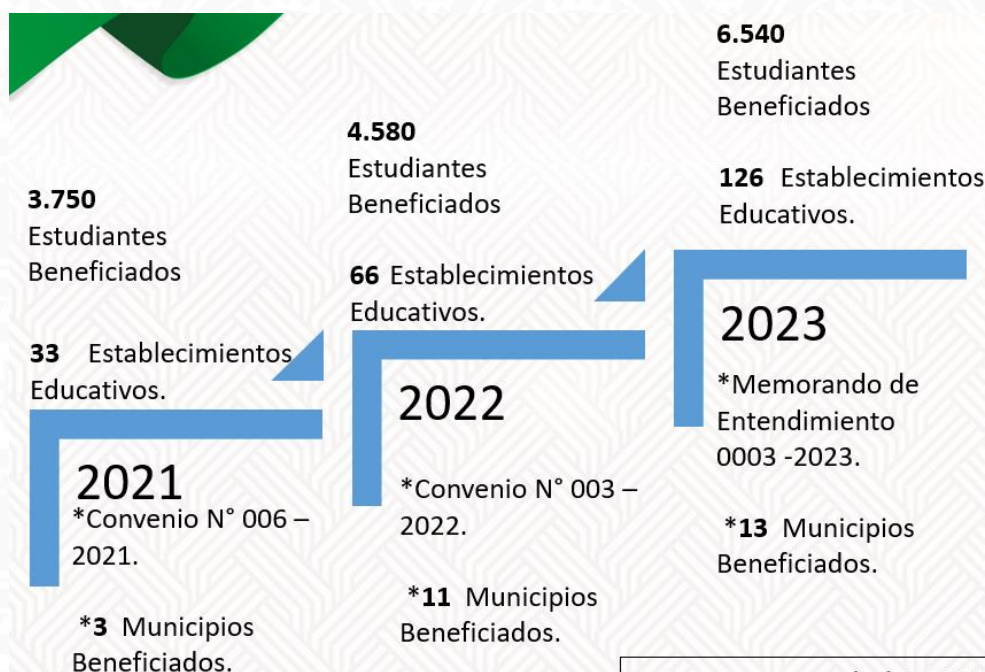 3.750
Estudiantes
Beneficiados
33 Establecimientos
Educativos.
2021
*Convenio N° 006 –
2021.
*3 Municipios
Beneficiados.
4.580
Estudiantes
Beneficiados
66 Establecimientos
Educativos.
2022
*Convenio N° 003 –
2022.
*11 Municipios
Beneficiados.
6.540
Estudiantes
Beneficiados
126 Establecimientos
Educativos.
2023
*Memorando de
Entendimiento
0003 -2023.
*13 Municipios
Beneficiados.